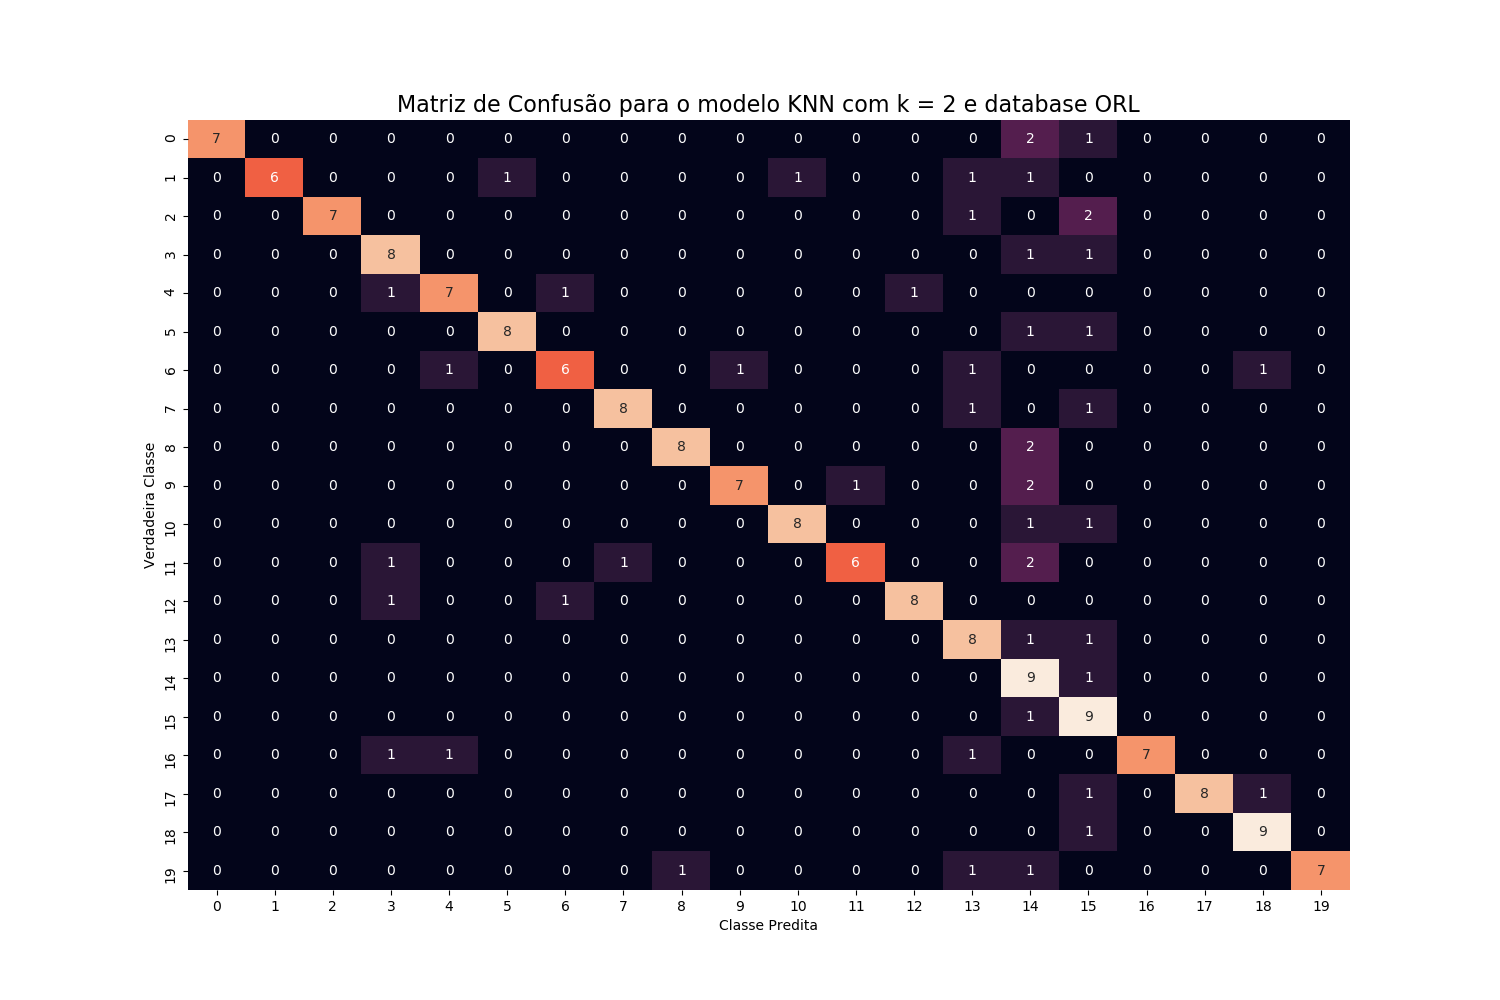 Matriz de Confusão para o modelo KNN com k = 2 e database ORL
0 7 0 0 0 0 0 0 0 0 0 0 0 0 0 2 1 0 0 0 0
1 0 6 0 0 0 1 0 0 0 0 1 0 0 1 1 0 0 0 0 0
2 0 0 7 0 0 0 0 0 0 0 0 0 0 1 0 2 0 0 0 0
3 0 0 0 8 0 0 0 0 0 0 0 0 0 0 1 1 0 0 0 0
4 0 0 0 1 7 0 1 0 0 0 0 0 1 0 0 0 0 0 0 0
5 0 0 0 0 0 8 0 0 0 0 0 0 0 0 1 1 0 0 0 0
6 0 0 0 0 1 0 6 0 0 1 0 0 0 1 0 0 0 0 1 0
7 0 0 0 0 0 0 0 8 0 0 0 0 0 1 0 1 0 0 0 0
8 0 0 0 0 0 0 0 0 8 0 0 0 0 0 2 0 0 0 0 0
9 0 0 0 0 0 0 0 0 0 7 0 1 0 0 2 0 0 0 0 0
10 0 0 0 0 0 0 0 0 0 0 8 0 0 0 1 1 0 0 0 0
11 0 0 0 1 0 0 0 1 0 0 0 6 0 0 2 0 0 0 0 0
12 0 0 0 1 0 0 1 0 0 0 0 0 8 0 0 0 0 0 0 0
13 0 0 0 0 0 0 0 0 0 0 0 0 0 8 1 1 0 0 0 0
14 0 0 0 0 0 0 0 0 0 0 0 0 0 0 9 1 0 0 0 0
15 0 0 0 0 0 0 0 0 0 0 0 0 0 0 1 9 0 0 0 0
16 0 0 0 1 1 0 0 0 0 0 0 0 0 1 0 0 7 0 0 0
17 0 0 0 0 0 0 0 0 0 0 0 0 0 0 0 1 0 8 1 0
18 0 0 0 0 0 0 0 0 0 0 0 0 0 0 0 1 0 0 9 0
19 0 0 0 0 0 0 0 0 1 0 0 0 0 1 1 0 0 0 0 7
0 1 2 3 4 5 6 7 8 9 10 11 12 13 14 15 16 17 18 19
Verdadeira Classe
Classe Predita